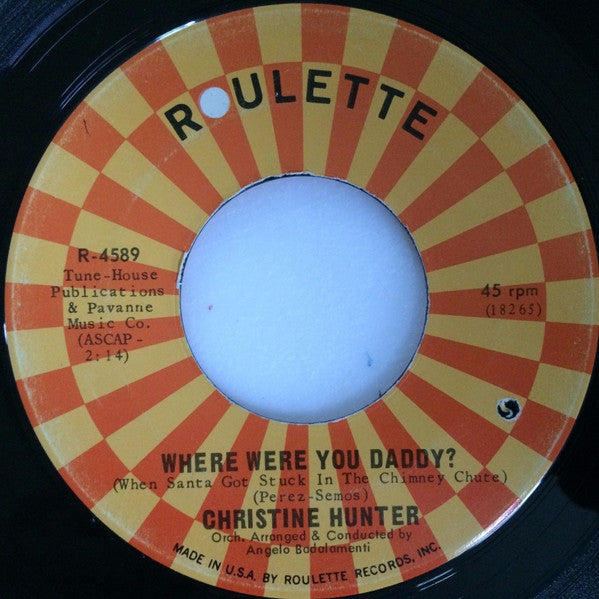 ROULETTE
R-4589
Tune-House
Publications
& Pavanne
Music Co.
(ASCAP -
2:14)
45 rpm
(18265)
WHERE WERE YOU DADDY?
(When Santa Got Stuck In The Chimney Chute)
(Perez-Semos)
CHRISTINE HUNTER
Orch. Arranged & Conducted by
Angelo Badalamenti
MADE IN U.S.A. BY ROULETTE RECORDS, INC.